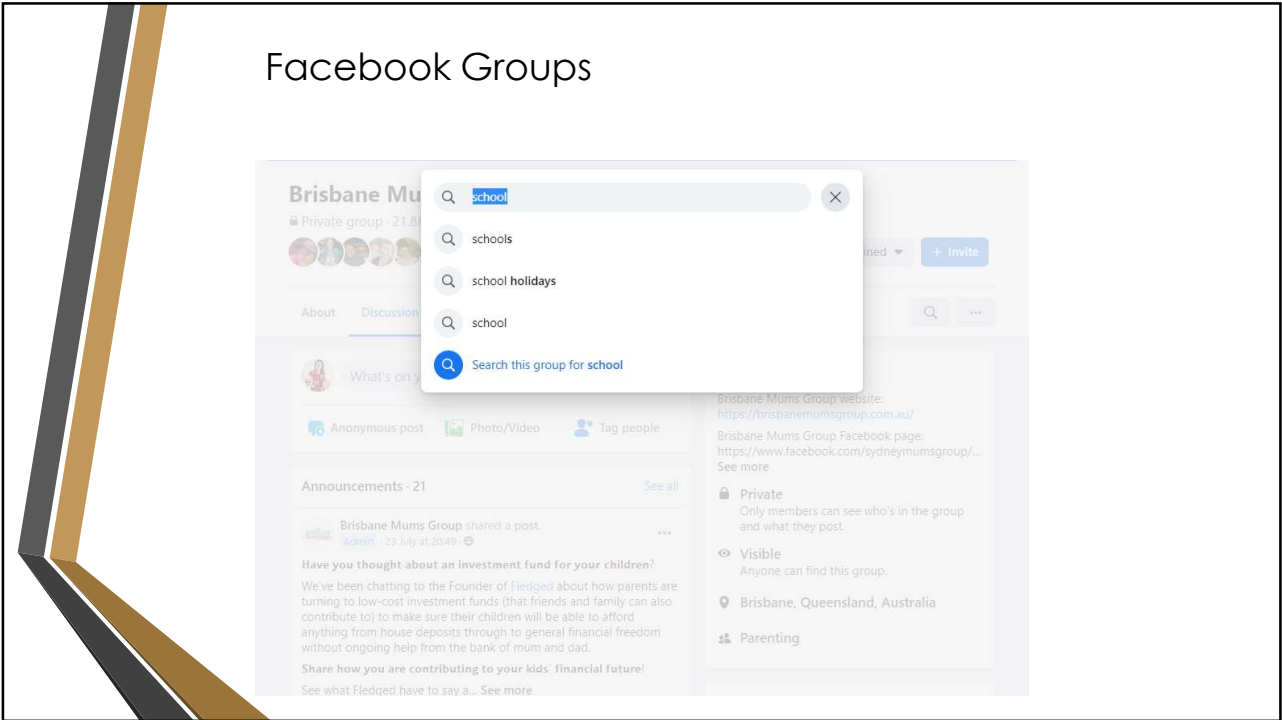 Facebook Groups
Brisbane Mu
school
Private group · 21.8
schools
ined
+ Invite
school holidays
About
Discussion
school
Search this group for school
What's on y
Anonymous post
Photo/Video
Tag people
Brisbane Mums Group website:
https://brisbanemumsgroup.com.au/
Brisbane Mums Group Facebook page:
https://www.facebook.com/sydneymumsgroup/...
See more
Announcements · 21
See all
Private
Only members can see who's in the group
and what they post.
Brisbane Mums Group shared a post.
Admin · 23 July at 20:49 ·
Visible
Anyone can find this group.
Have you thought about an investment fund for your children?
We've been chatting to the Founder of Fledged about how parents are
turning to low-cost investment funds (that friends and family can also
contribute to) to make sure their children will be able to afford
anything from house deposits through to general financial freedom
without ongoing help from the bank of mum and dad.
Brisbane, Queensland, Australia
Parenting
Share how you are contributing to your kids' financial future!
See what Fledged have to say a... See more